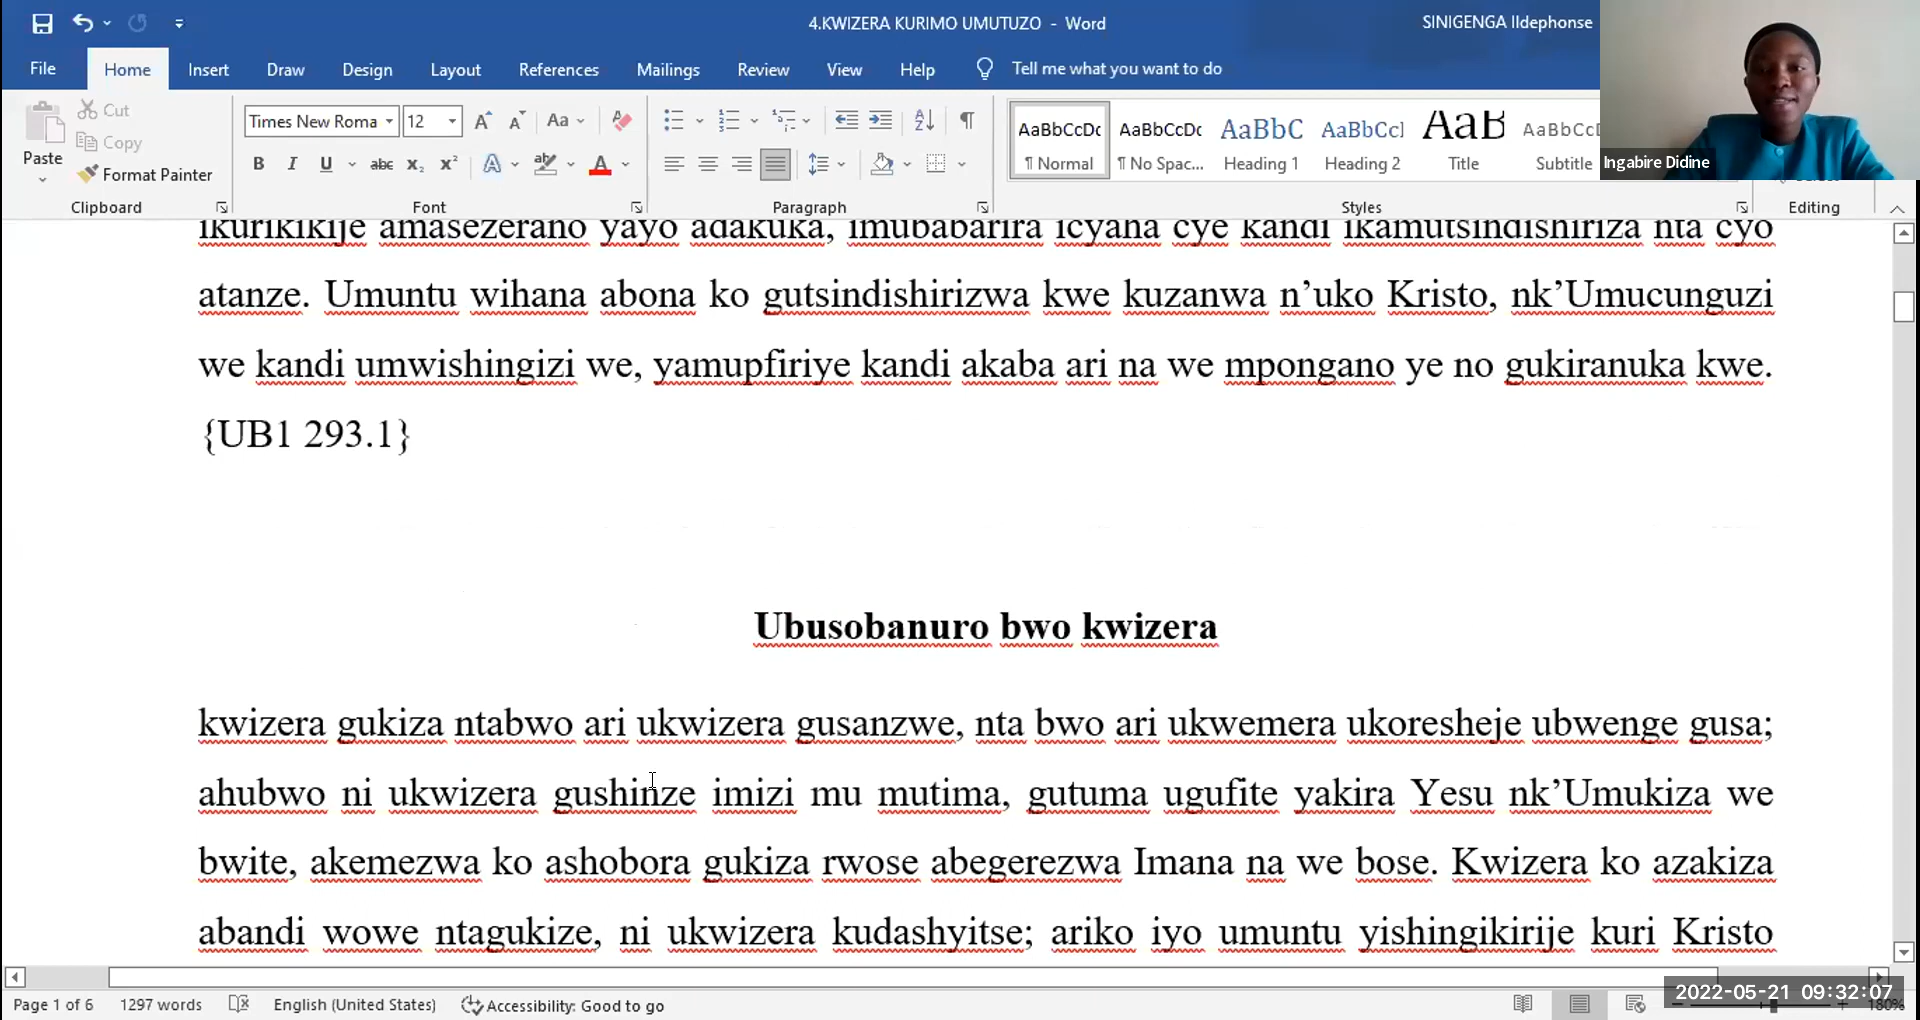 4.KWIZERA KURIMO UMUTUZO - Word
SINIGENGA Ildephonse
File Home Insert Draw Design Layout References Mailings Review View Help Tell me what you want to do
Paste
Cut
Copy
Format Painter
Clipboard
Times New Roma 12
Font
Paragraph
AaBbCcDc AaBbCcDc AaBbC AaBbCcl AaB AaBbCcD
¶ Normal ¶ No Spac... Heading 1 Heading 2 Title Subtitle
Styles
Editing
Ingabire Didine
ikurikikije amasezerano yayo adakuka, imubabarira icyaha cye kandi ikamutsindishiriza nta cyo
atanze. Umuntu wihana abona ko gutsindishirizwa kwe kuzanwa n’uko Kristo, nk’Umucunguzi
we kandi umwishingizi we, yamupfiriye kandi akaba ari na we mpongano ye no gukiranuka kwe.
{UB1 293.1}
Ubusobanuro bwo kwizera
kwizera gukiza ntabwo ari ukwizera gusanzwe, nta bwo ari ukwemera ukoresheje ubwenge gusa;
ahubwo ni ukwizera gushinze imizi mu mutima, gutuma ugufite yakira Yesu nk’Umukiza we
bwite, akemezwa ko ashobora gukiza rwose abegerezwa Imana na we bose. Kwizera ko azakiza
abandi wowe ntagukize, ni ukwizera kudashyitse; ariko iyo umuntu yishingikirije kuri Kristo
Page 1 of 6 1297 words English (United States) Accessibility: Good to go
2022-05-21 09:32:07
180%